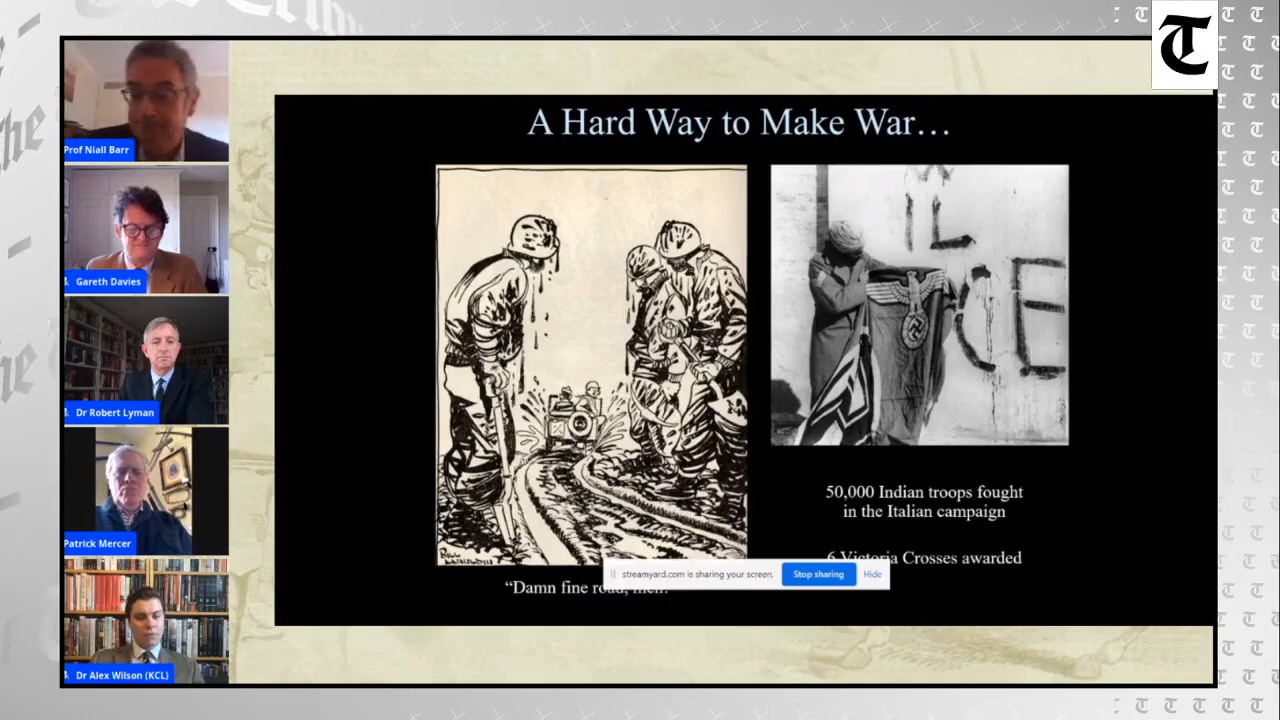 T
Prof Niall Barr
Gareth Davies
Dr Robert Lyman
Patrick Mercer
Dr Alex Wilson (KCL)
A Hard Way to Make War...
IL
CE
50,000 Indian troops fought
in the Italian campaign
6 Victoria Crosses awarded
streamyard.com is sharing your screen.
Stop sharing
Hide
"Damn fine road, men!"